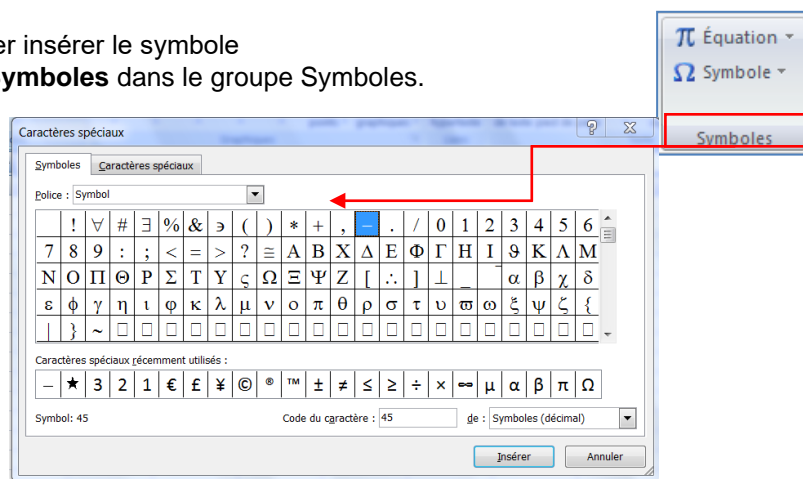 er insérer le symbole
ymboles dans le groupe Symboles.
π Équation
Ω Symbole
Symboles
Caractères spéciaux
Symboles Caractères spéciaux
Police : Symbol
! ∀ # ∃ % & ∍ ( ) * + , − . / 0 1 2 3 4 5 6
7 8 9 : ; < = > ? ≅ Α Β Χ Δ Ε Φ Γ Η Ι ϑ Κ Λ Μ
Ν Ο Π Θ Ρ Σ Τ Υ ς Ω Ξ Ψ Ζ [ ∴ ] ⊥ _ ‾ α β χ δ
ε ϕ γ η ι φ κ λ μ ν ο π θ ρ σ τ υ ϖ ω ξ ψ ζ {
| } ~ □ □ □ □ □ □ □ □ □ □ □ □ □ □ □ □ □ □ □ □
Caractères spéciaux récemment utilisés :
− ★ 3 2 1 € £ ¥ © ® ™ ± ≠ ≤ ≥ ÷ × ∞ µ α β π Ω
Symbol: 45
Code du caractère : 45
de : Symboles (décimal)
Insérer
Annuler